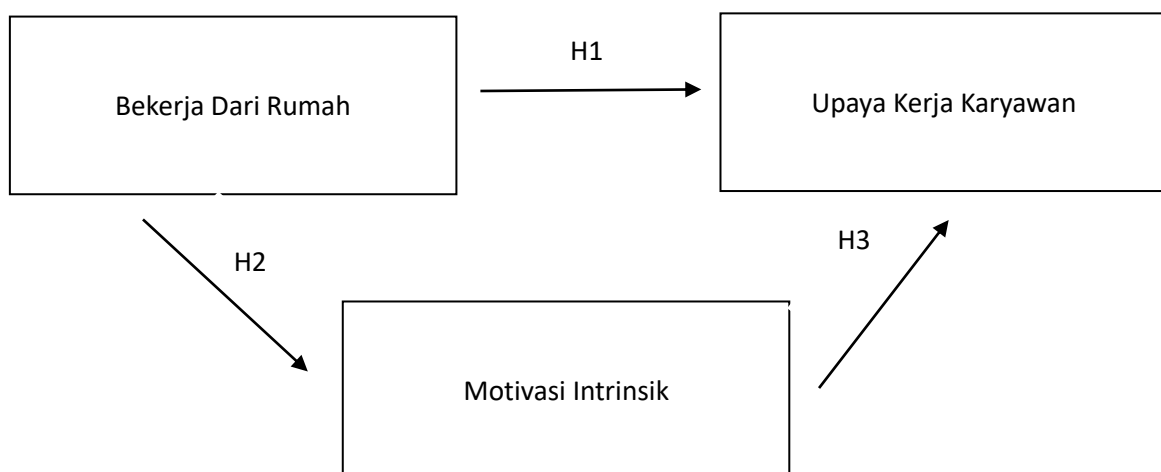 H1
Bekerja Dari Rumah
Upaya Kerja Karyawan
H2
H3
Motivasi Intrinsik